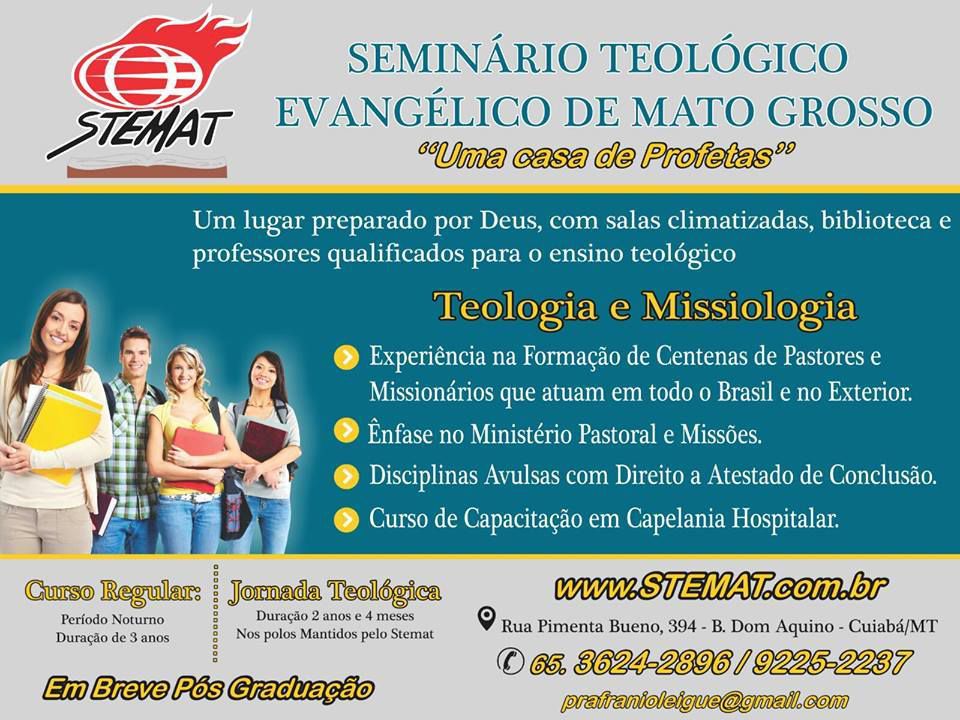 STEMAT
SEMINÁRIO TEOLÓGICO
EVANGÉLICO DE MATO GROSSO
“Uma casa de Profetas”
Um lugar preparado por Deus, com salas climatizadas, biblioteca e
professores qualificados para o ensino teológico
Teologia e Missiologia
Experiência na Formação de Centenas de Pastores e
Missionários que atuam em todo o Brasil e no Exterior.
Ênfase no Ministério Pastoral e Missões.
Disciplinas Avulsas com Direito a Atestado de Conclusão.
Curso de Capacitação em Capelania Hospitalar.
Curso Regular:
Período Noturno
Duração de 3 anos
Jornada Teológica
Duração 2 anos e 4 meses
Nos polos Mantidos pelo Stemat
Em Breve Pós Graduação
www.STEMAT.com.br
Rua Pimenta Bueno, 394 - B. Dom Aquino - Cuiabá/MT
65. 3624-2896 / 9225-2237
prafranioleigue@gmail.com